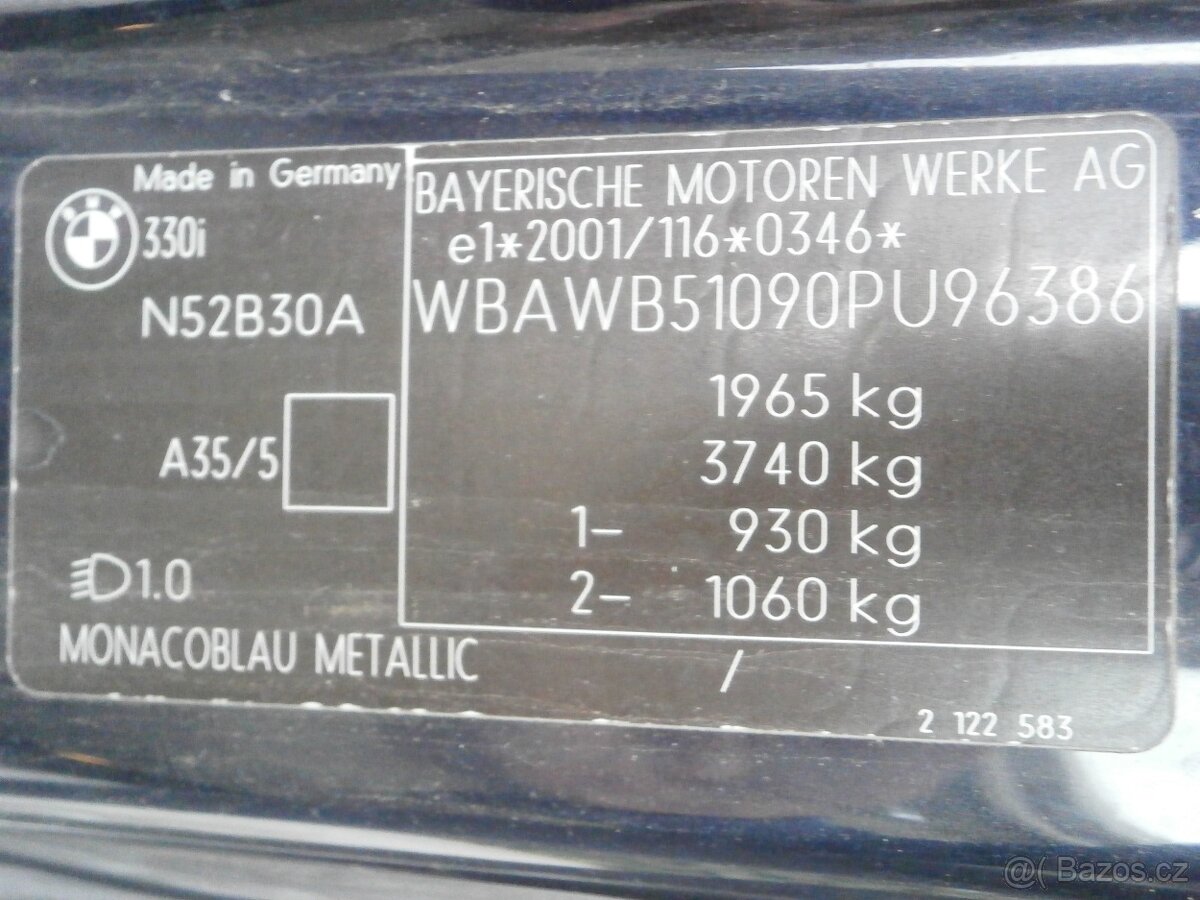 Made in Germany
330i
N52B30A
A35/5
1.0
MONACOBLAU METALLIC
BAYERISCHE MOTOREN WERKE AG
e1*2001/116*0346*
WBAWB51090PU96386
1965 kg
3740 kg
1- 930 kg
2- 1060 kg
/
2 122 583
@( Bazos.cz